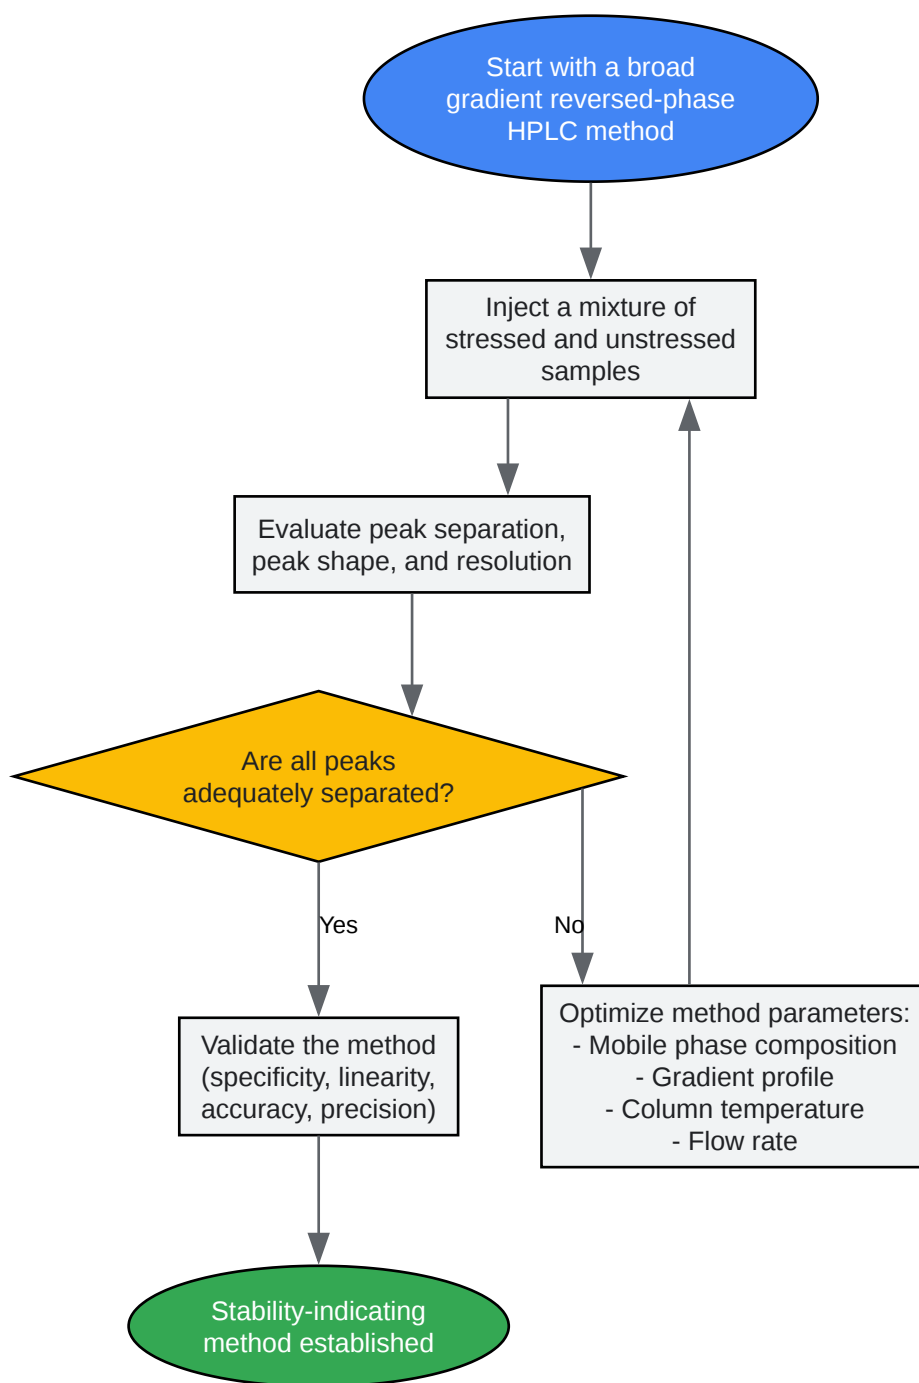 Start with a broad
gradient reversed-phase
HPLC method
Inject a mixture of
stressed and unstressed
samples
Evaluate peak separation,
peak shape, and resolution
Are all peaks
adequately separated?
Yes
No
Validate the method
(specificity, linearity,
accuracy, precision)
Optimize method parameters:
- Mobile phase composition
- Gradient profile
- Column temperature
- Flow rate
Stability-indicating
method established